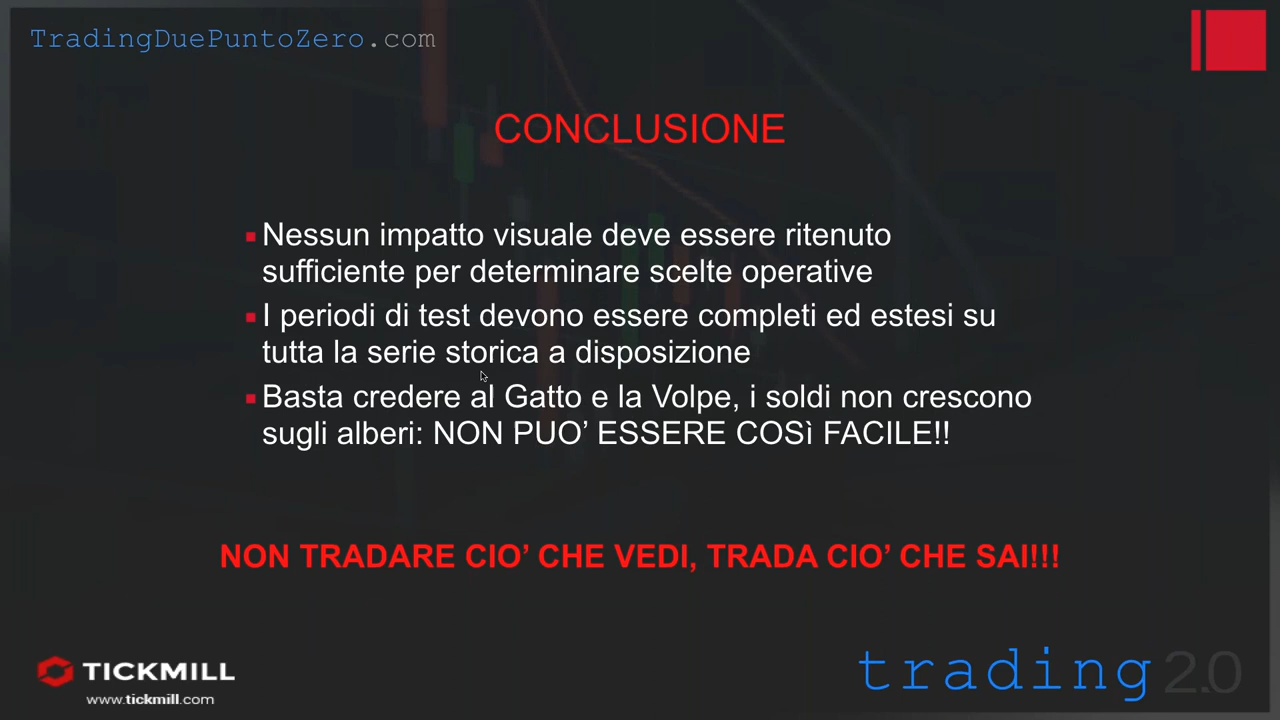 TradingDuePuntoZero.com
CONCLUSIONE
Nessun impatto visuale deve essere ritenuto
sufficiente per determinare scelte operative
I periodi di test devono essere completi ed estesi su
tutta la serie storica a disposizione
Basta credere al Gatto e la Volpe, i soldi non crescono
sugli alberi: NON PUO’ ESSERE COSì FACILE!!
NON TRADARE CIO’ CHE VEDI, TRADA CIO’ CHE SAI!!!
TICKMILL
www.tickmill.com
trading 2.0